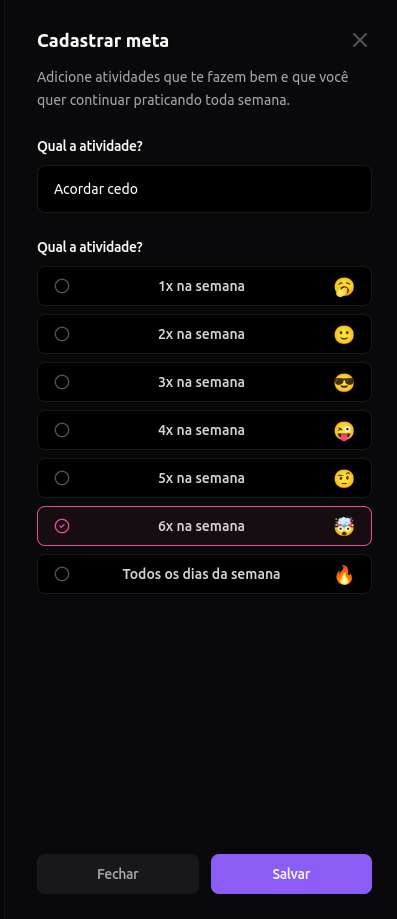 Cadastrar meta
Adicione atividades que te fazem bem e que você
quer continuar praticando toda semana.
Qual a atividade?
Acordar cedo
Qual a atividade?
1x na semana 🥱
2x na semana 🙂
3x na semana 😎
4x na semana 😜
5x na semana 🤨
6x na semana 🤯
Todos os dias da semana 🔥
Fechar
Salvar